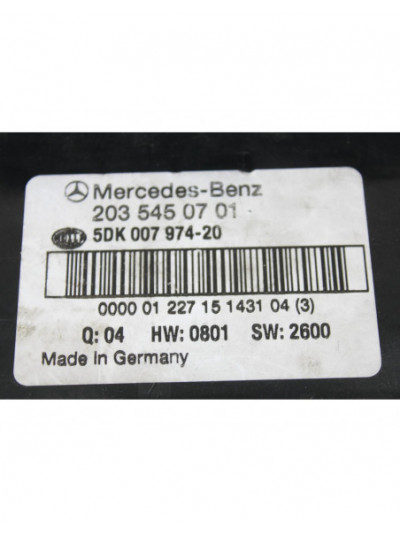 Mercedes-Benz
203 545 07 01
HELLA 5DK 007 974-20
0000 01 227 15 1431 04 (3)
Q: 04 HW: 0801 SW: 2600
Made in Germany